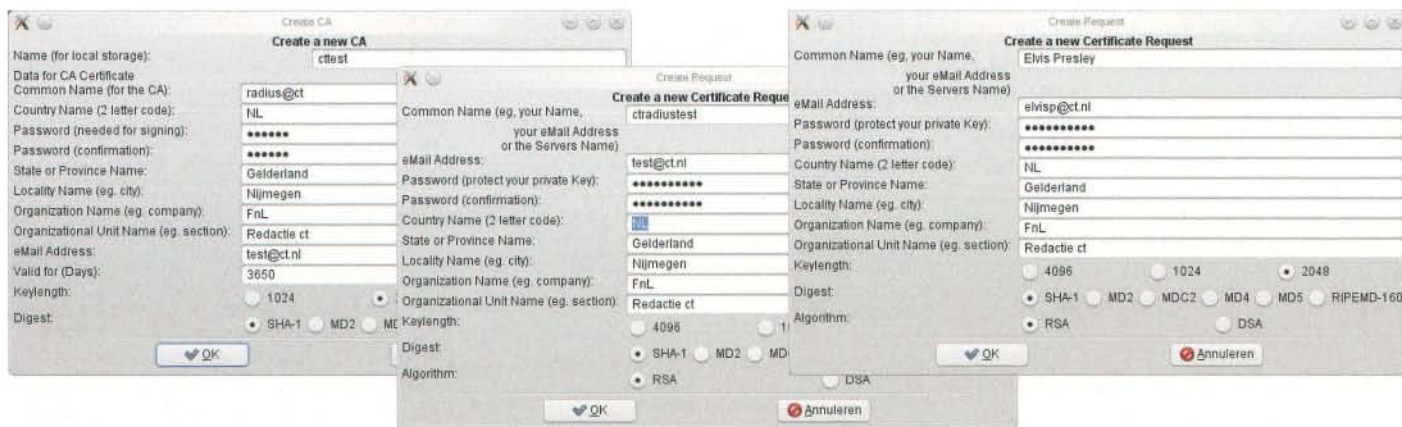 Create CA
Create a new CA
Name (for local storage): cttest
Data for CA Certificate
Common Name (for the CA): radius@ct
Country Name (2 letter code): NL
Password (needed for signing): ••••••
Password (confirmation): ••••••
State or Province Name: Gelderland
Locality Name (eg. city): Nijmegen
Organization Name (eg. company): FnL
Organizational Unit Name (eg. section): Redactie ct
eMail Address: test@ct.nl
Valid for (Days): 3650
Keylength: 1024
Digest: SHA-1 MD2
OK
Create Request
Create a new Certificate Reque
Common Name (eg, your Name, ctradiustest
your eMail Address
or the Servers Name)
eMail Address: test@ct.nl
Password (protect your private Key): ••••••••••
Password (confirmation): ••••••••••
Country Name (2 letter code): NL
State or Province Name: Gelderland
Locality Name (eg. city): Nijmegen
Organization Name (eg. company): FnL
Organizational Unit Name (eg. section): Redactie ct
Keylength: 4096
Digest: SHA-1 MD2
Algorithm: RSA DSA
OK Annuleren
Create Request
Create a new Certificate Request
Common Name (eg, your Name, Elvis Presley
your eMail Address
or the Servers Name)
eMail Address: elvisp@ct.nl
Password (protect your private Key): ••••••••••
Password (confirmation): ••••••••••
Country Name (2 letter code): NL
State or Province Name: Gelderland
Locality Name (eg. city): Nijmegen
Organization Name (eg. company): FnL
Organizational Unit Name (eg. section): Redactie ct
Keylength: 4096 1024 2048
Digest: SHA-1 MD2 MDC2 MD4 MD5 RIPEMD-160
Algorithm: RSA DSA
OK Annuleren